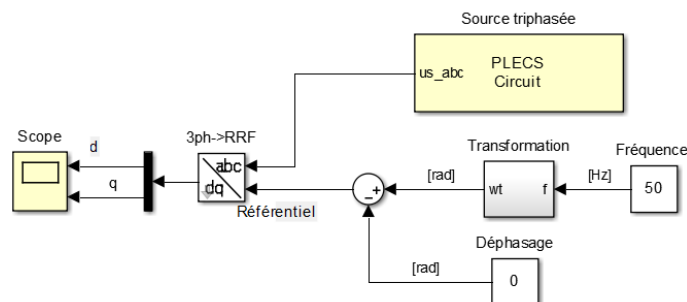 Source triphasée
us_abc
PLECS
Circuit
Scope
d
q
3ph->RRF
abc
dq
Référentiel
[rad]
Transformation
wt
f
[Hz]
Fréquence
50
Déphasage
[rad]
0